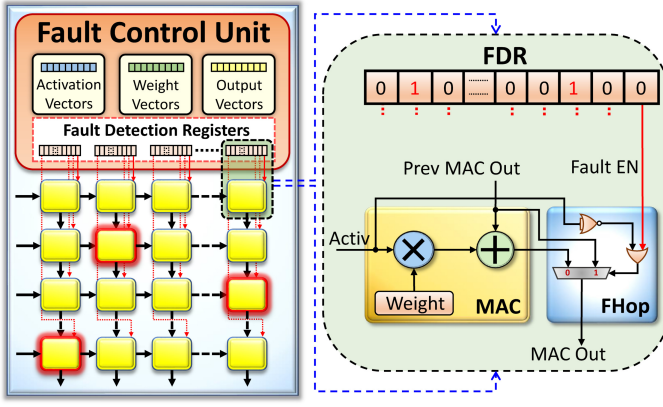 Fault Control Unit
Activation
Vectors
Weight
Vectors
Output
Vectors
Fault Detection Registers
FDR
0 1 0 0 0 1 0 0
Fault EN
Prev MAC Out
Activ
Weight
MAC
0 1
FHop
MAC Out